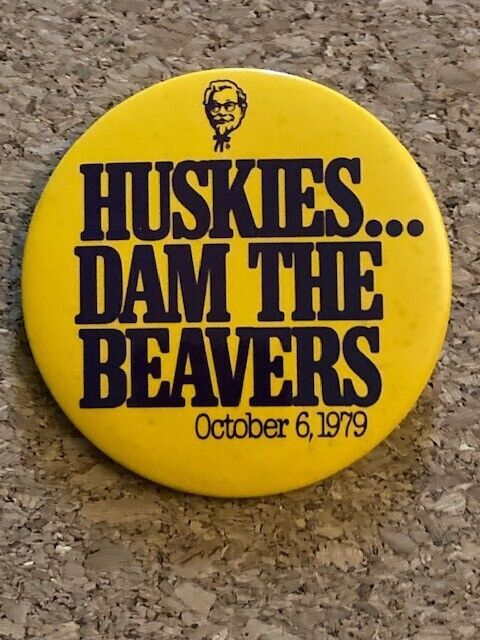 HUSKIES...
DAM THE
BEAVERS
October 6, 1979